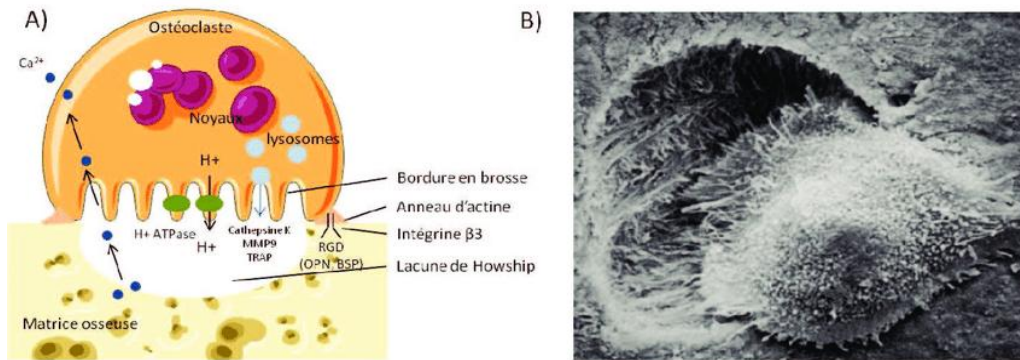 A)
B)
Ostéoclaste
Ca²⁺
Noyaux
lysosomes
H+
Bordure en brosse
Anneau d'actine
Intégrine β3
H+ ATPase
H+
Cathepsine K
MMP9
TRAP
RGD
(OPN, BSP)
Lacune de Howship
Matrice osseuse